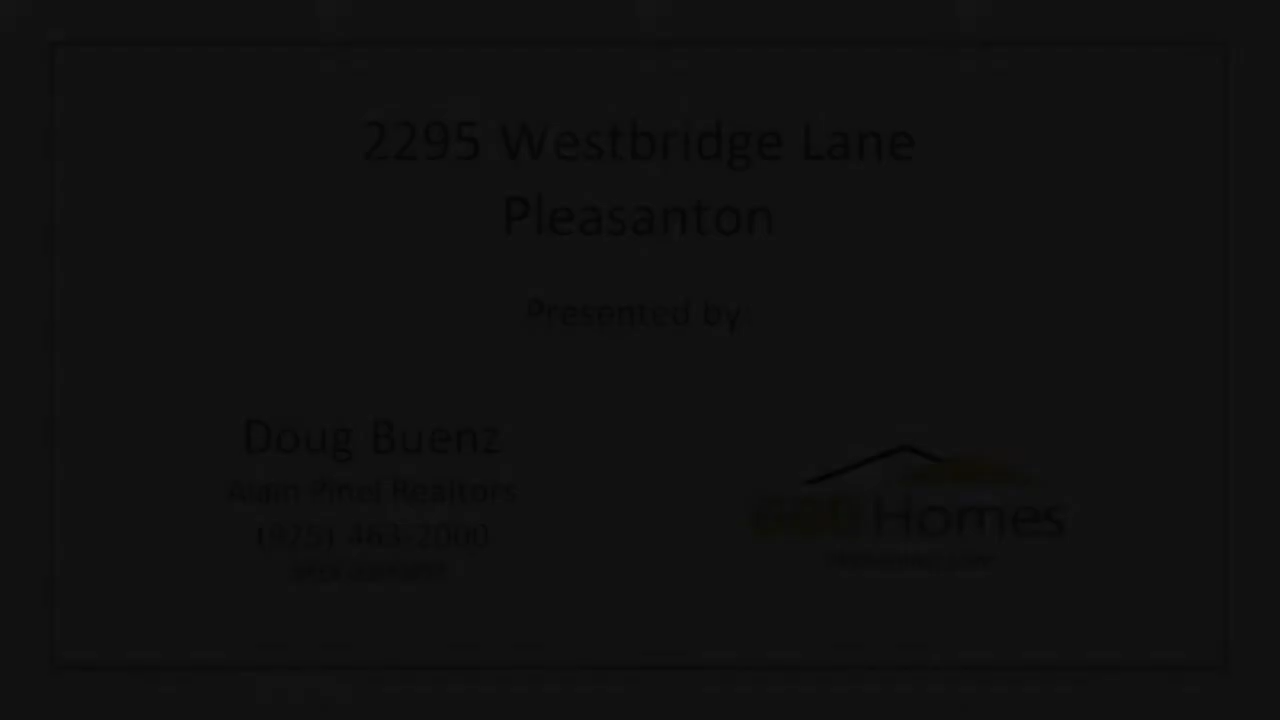 2295 Westbridge Lane
Pleasanton
Presented by:
Doug Buenz
Alain Pinel Realtors
(925) 463-2000
Homes